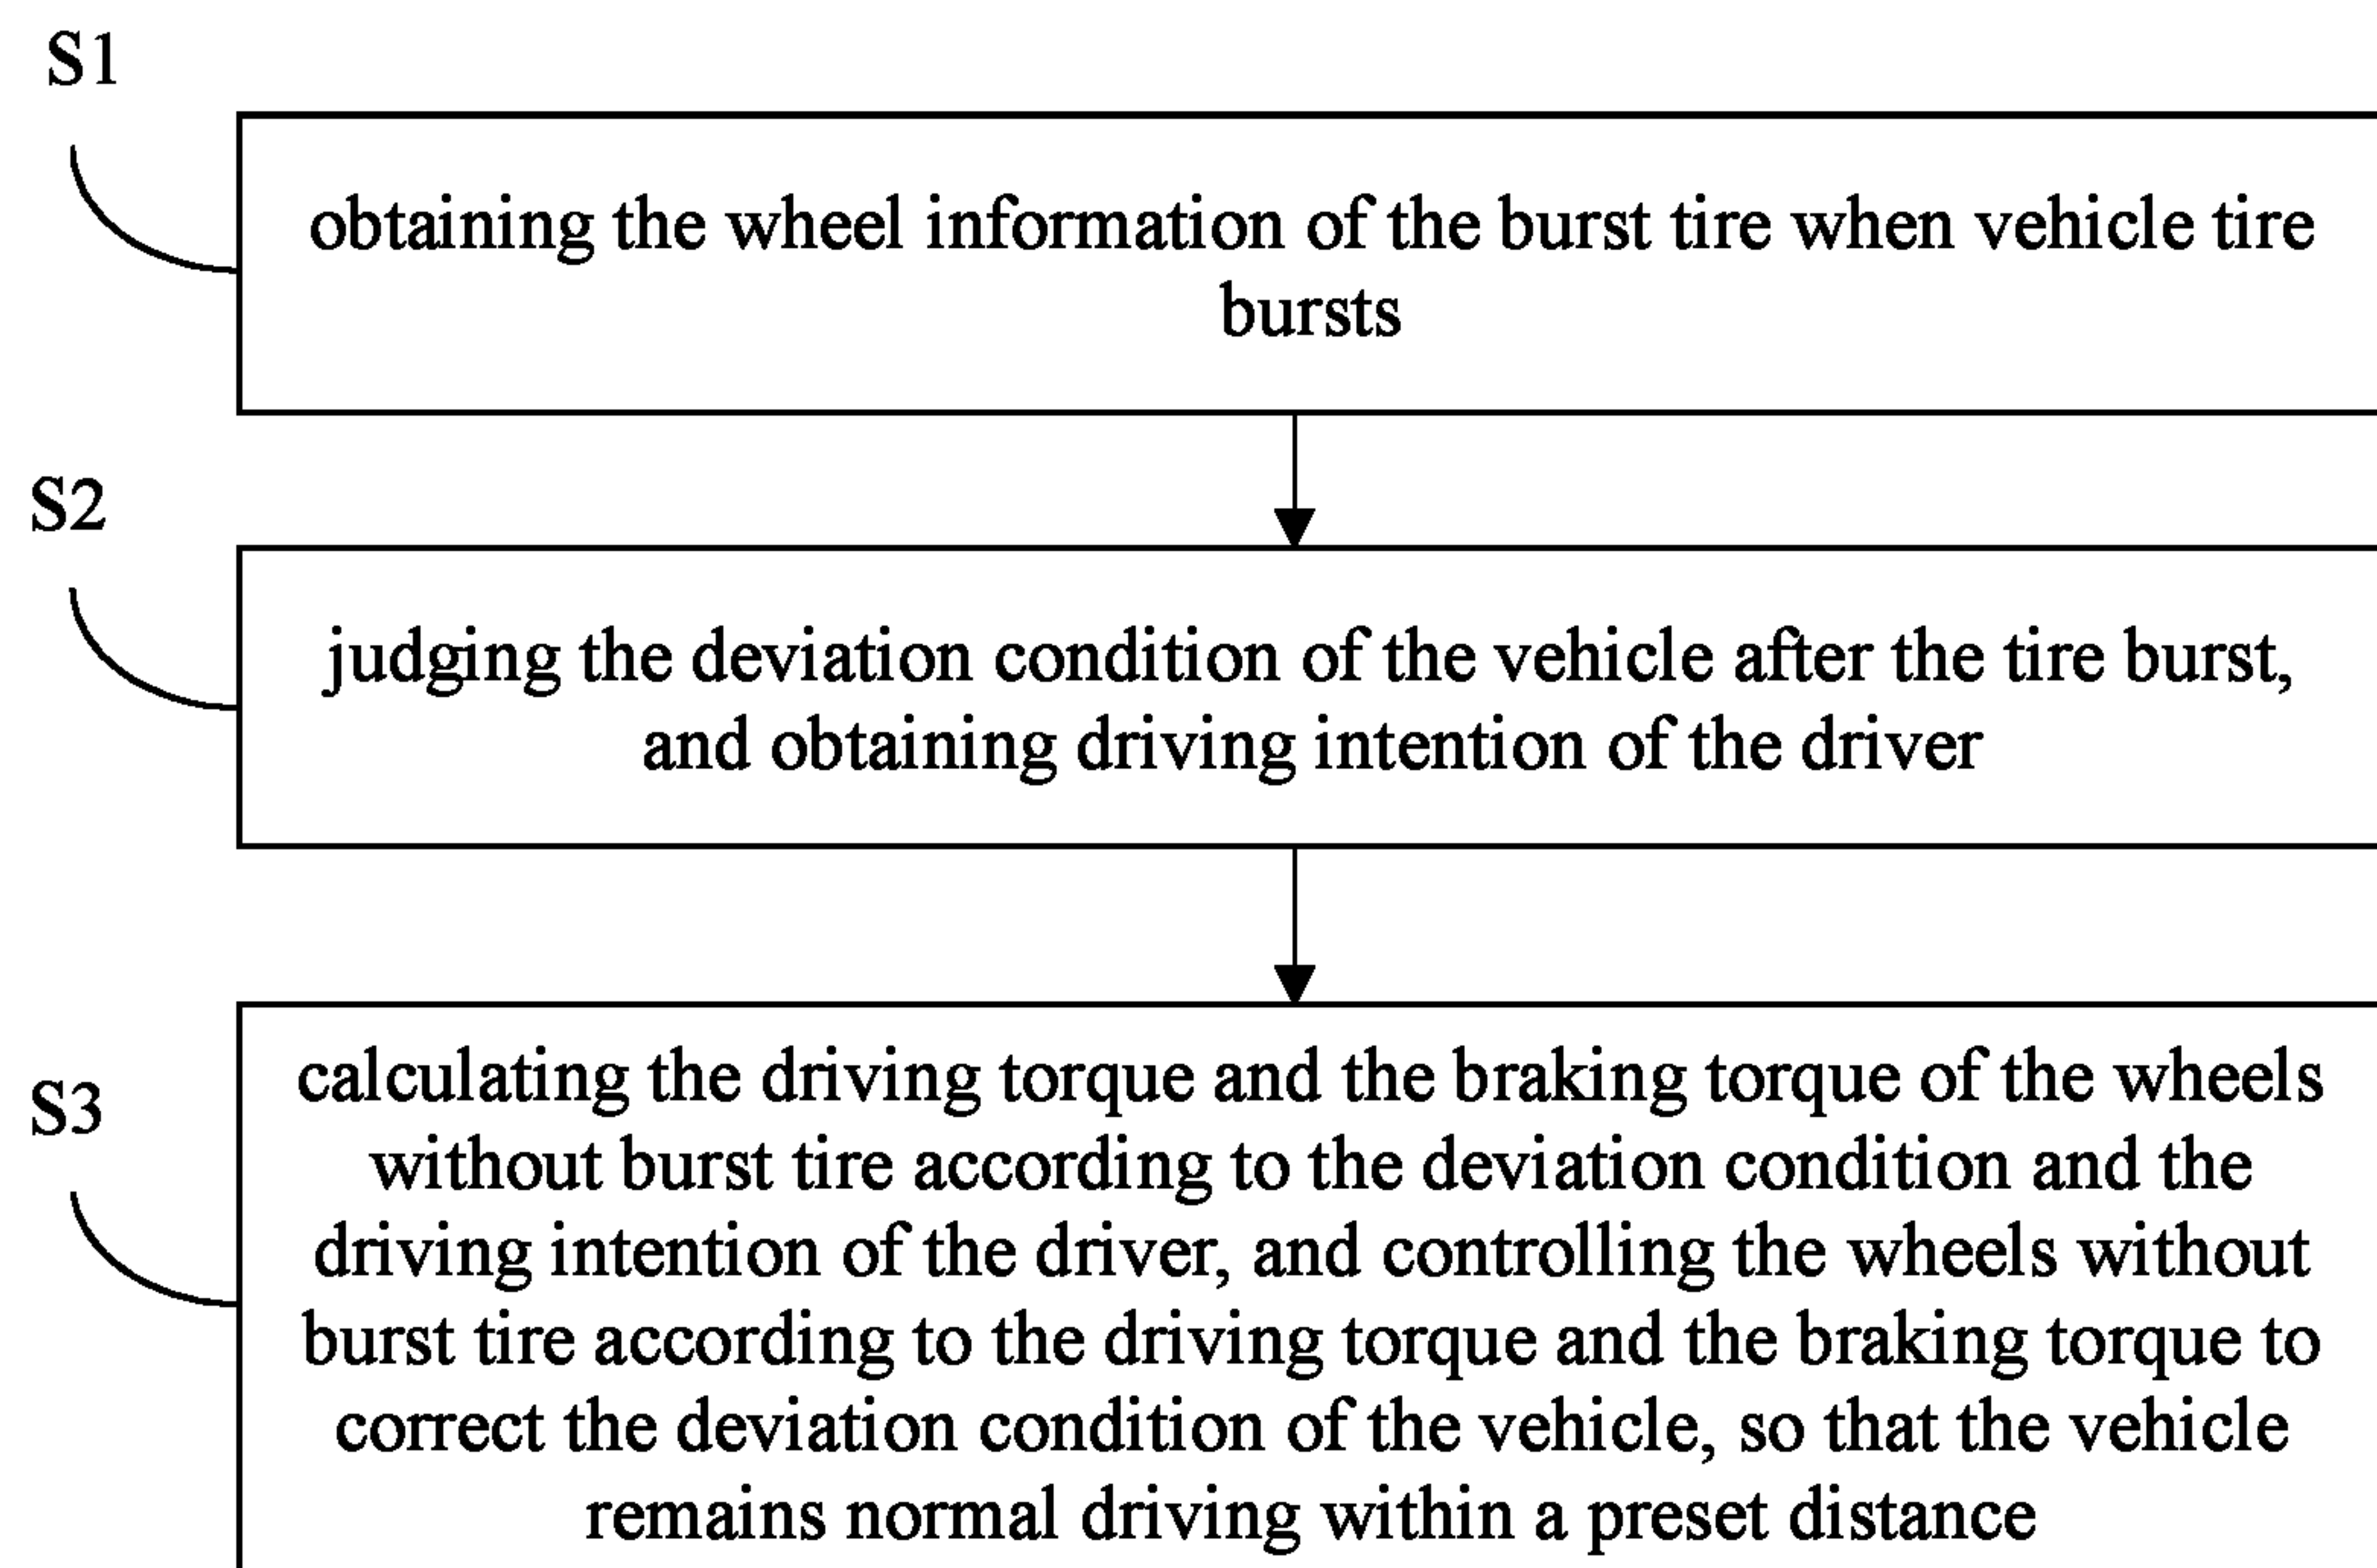 S1
obtaining the wheel information of the burst tire when vehicle tire
bursts
S2
judging the deviation condition of the vehicle after the tire burst,
and obtaining driving intention of the driver
S3
calculating the driving torque and the braking torque of the wheels
without burst tire according to the deviation condition and the
driving intention of the driver, and controlling the wheels without
burst tire according to the driving torque and the braking torque to
correct the deviation condition of the vehicle, so that the vehicle
remains normal driving within a preset distance